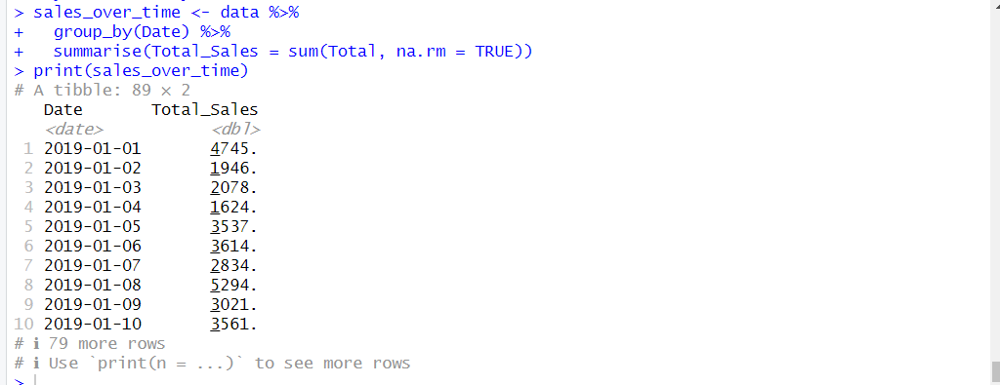 > sales_over_time <- data %>%
+   group_by(Date) %>%
+   summarise(Total_Sales = sum(Total, na.rm = TRUE))
> print(sales_over_time)
# A tibble: 89 × 2
   Date       Total_Sales
   <date>           <dbl>
 1 2019-01-01       4745.
 2 2019-01-02       1946.
 3 2019-01-03       2078.
 4 2019-01-04       1624.
 5 2019-01-05       3537.
 6 2019-01-06       3614.
 7 2019-01-07       2834.
 8 2019-01-08       5294.
 9 2019-01-09       3021.
10 2019-01-10       3561.
# ℹ 79 more rows
# ℹ Use `print(n = ...)` to see more rows
>